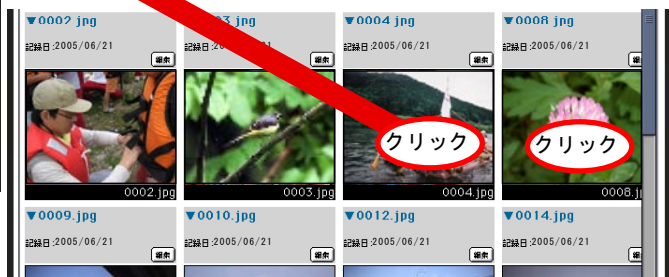 ▼0002 jpg
03 jpg
▼0004 jpg
▼0008 jpg
記録日:2005/06/21
記録日:2005/06/21
記録日:2005/06/21
記録日:2005/06/21
編集
編集
編集
編集
クリック
クリック
0002.jpg
0003.jpg
0004.jpg
0008.j
▼0009.jpg
▼0010.jpg
▼0012.jpg
▼0014.jpg
記録日:2005/06/21
記録日:2005/06/21
記録日:2005/06/21
記録日:2005/06/21
編集
編集
編集
編集